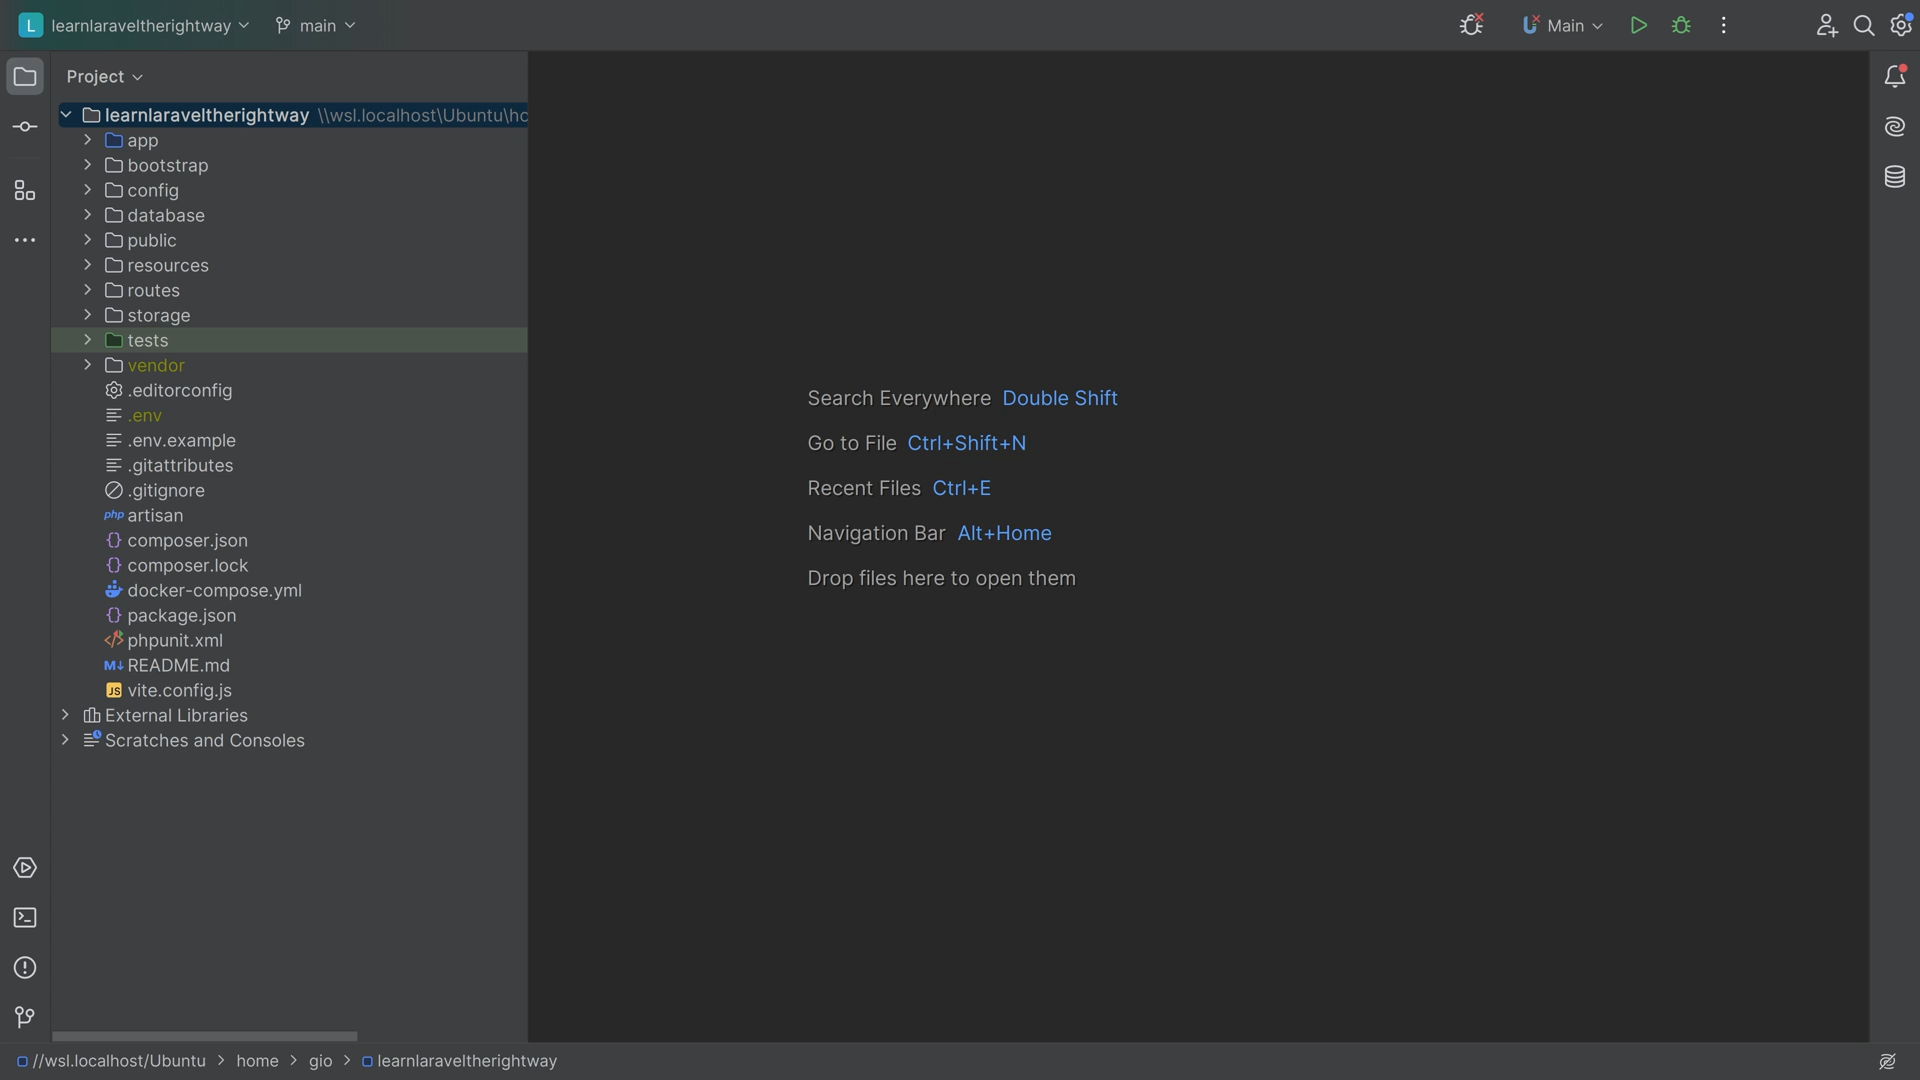 L learnlaraveltherightway main Main
Project
learnlaraveltherightway \\wsl.localhost\Ubuntu\ho
app
bootstrap
config
database
public
resources
routes
storage
tests
vendor
.editorconfig
.env
.env.example
.gitattributes
.gitignore
php artisan
{} composer.json
{} composer.lock
docker-compose.yml
{} package.json
phpunit.xml
M↓ README.md
JS vite.config.js
External Libraries
Scratches and Consoles
Search Everywhere Double Shift
Go to File Ctrl+Shift+N
Recent Files Ctrl+E
Navigation Bar Alt+Home
Drop files here to open them
//wsl.localhost/Ubuntu > home > gio > learnlaraveltherightway